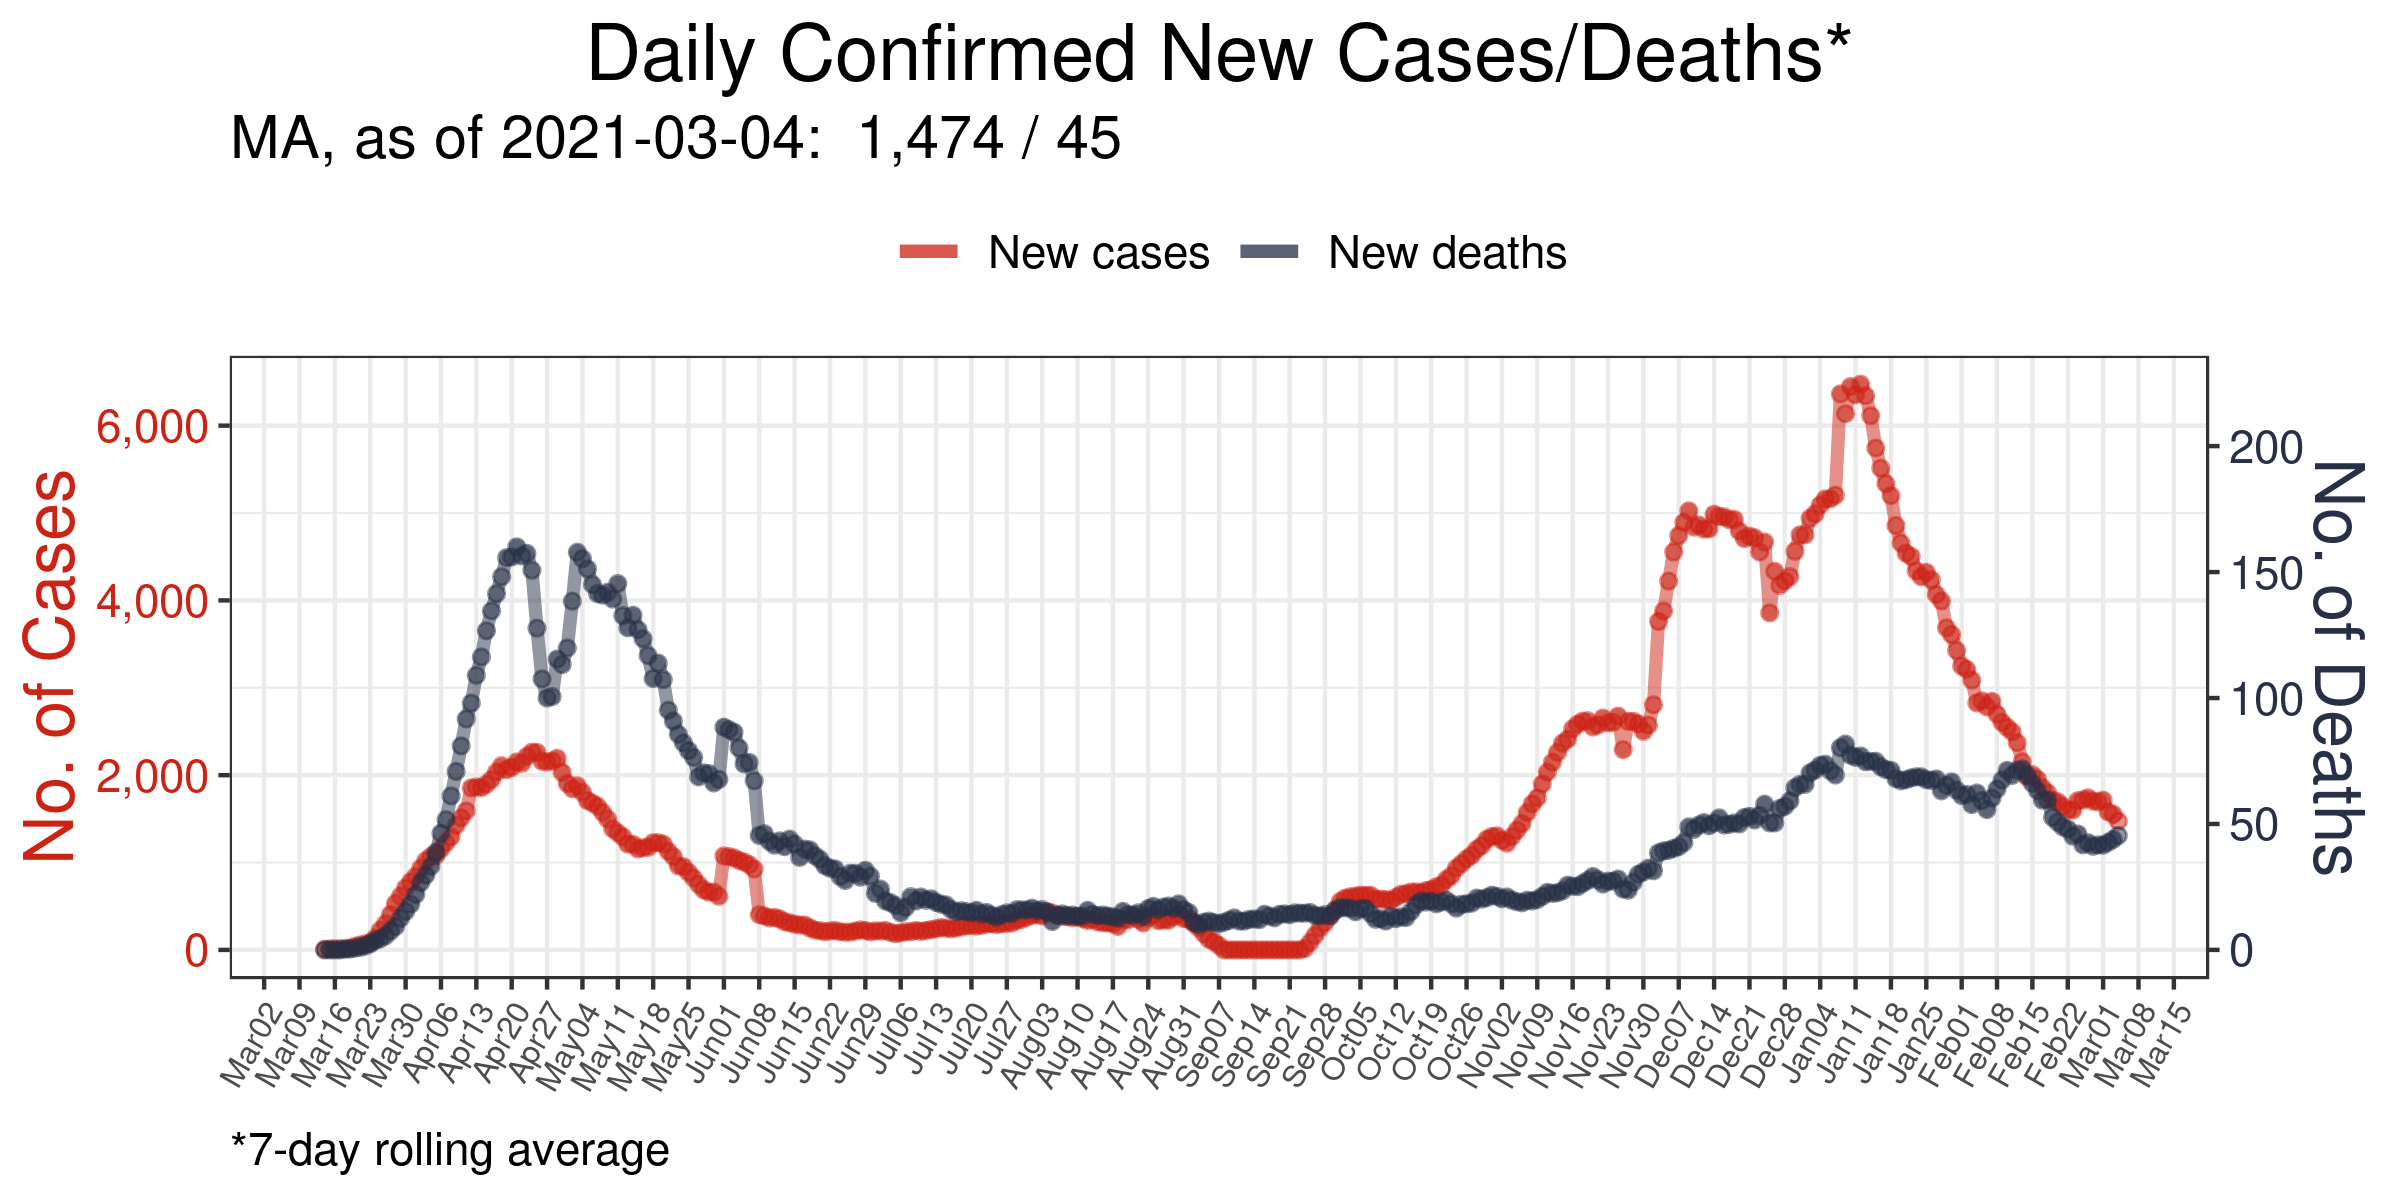 Daily Confirmed New Cases/Deaths*
MA, as of 2021-03-04:  1,474 / 45
New cases
New deaths
No. of Cases
6,000
4,000
2,000
0
200
150
100
50
0
No. of Deaths
Mar02
Mar09
Mar16
Mar23
Mar30
Apr06
Apr13
Apr20
Apr27
May04
May11
May18
May25
Jun01
Jun08
Jun15
Jun22
Jun29
Jul06
Jul13
Jul20
Jul27
Aug03
Aug10
Aug17
Aug24
Aug31
Sep07
Sep14
Sep21
Sep28
Oct05
Oct12
Oct19
Oct26
Nov02
Nov09
Nov16
Nov23
Nov30
Dec07
Dec14
Dec21
Dec28
Jan04
Jan11
Jan18
Jan25
Feb01
Feb08
Feb15
Feb22
Mar01
Mar08
Mar15
*7-day rolling average